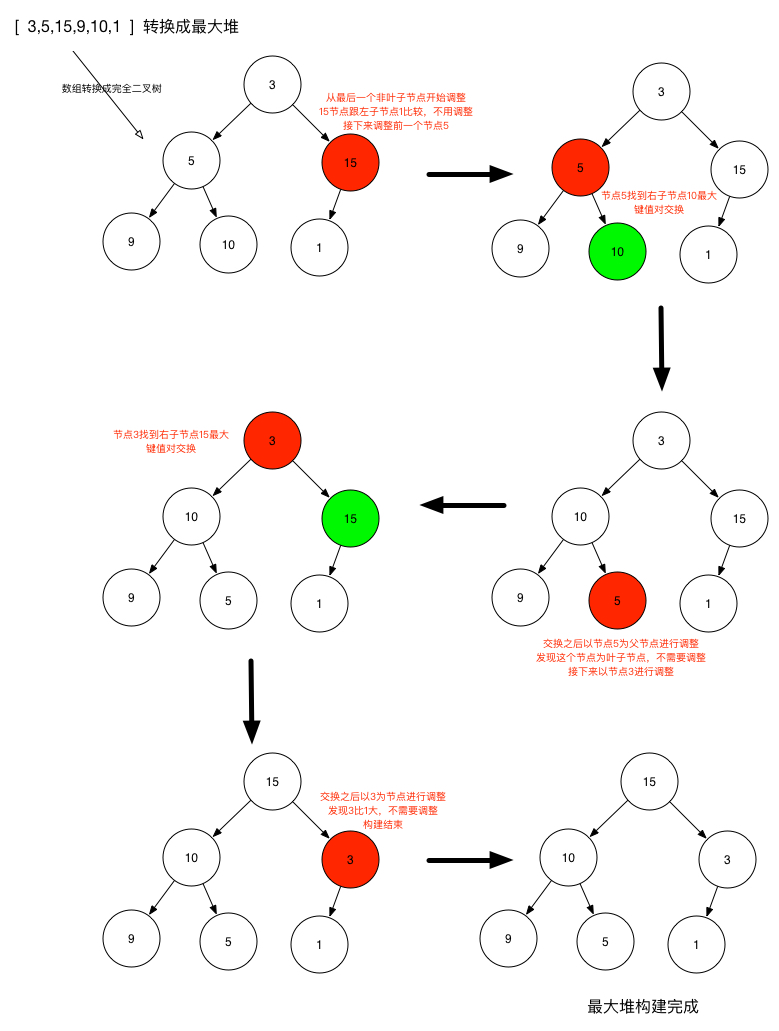 [ 3,5,15,9,10,1 ] 转换成最大堆
数组转换成完全二叉树
3
从最后一个非叶子节点开始调整
15节点跟左子节点1比较，不用调整
接下来调整前一个节点5
5
15
9
10
1
3
5
15
节点5找到右子节点10最大
键值对交换
9
10
1
3
10
15
9
5
1
交换之后以节点5为父节点进行调整
发现这个节点为叶子节点，不需要调整
接下来以节点3进行调整
节点3找到右子节点15最大
键值对交换
3
10
15
9
5
1
15
交换之后以3为节点进行调整
发现3比1大，不需要调整
构建结束
10
3
9
5
1
15
10
3
9
5
1
最大堆构建完成